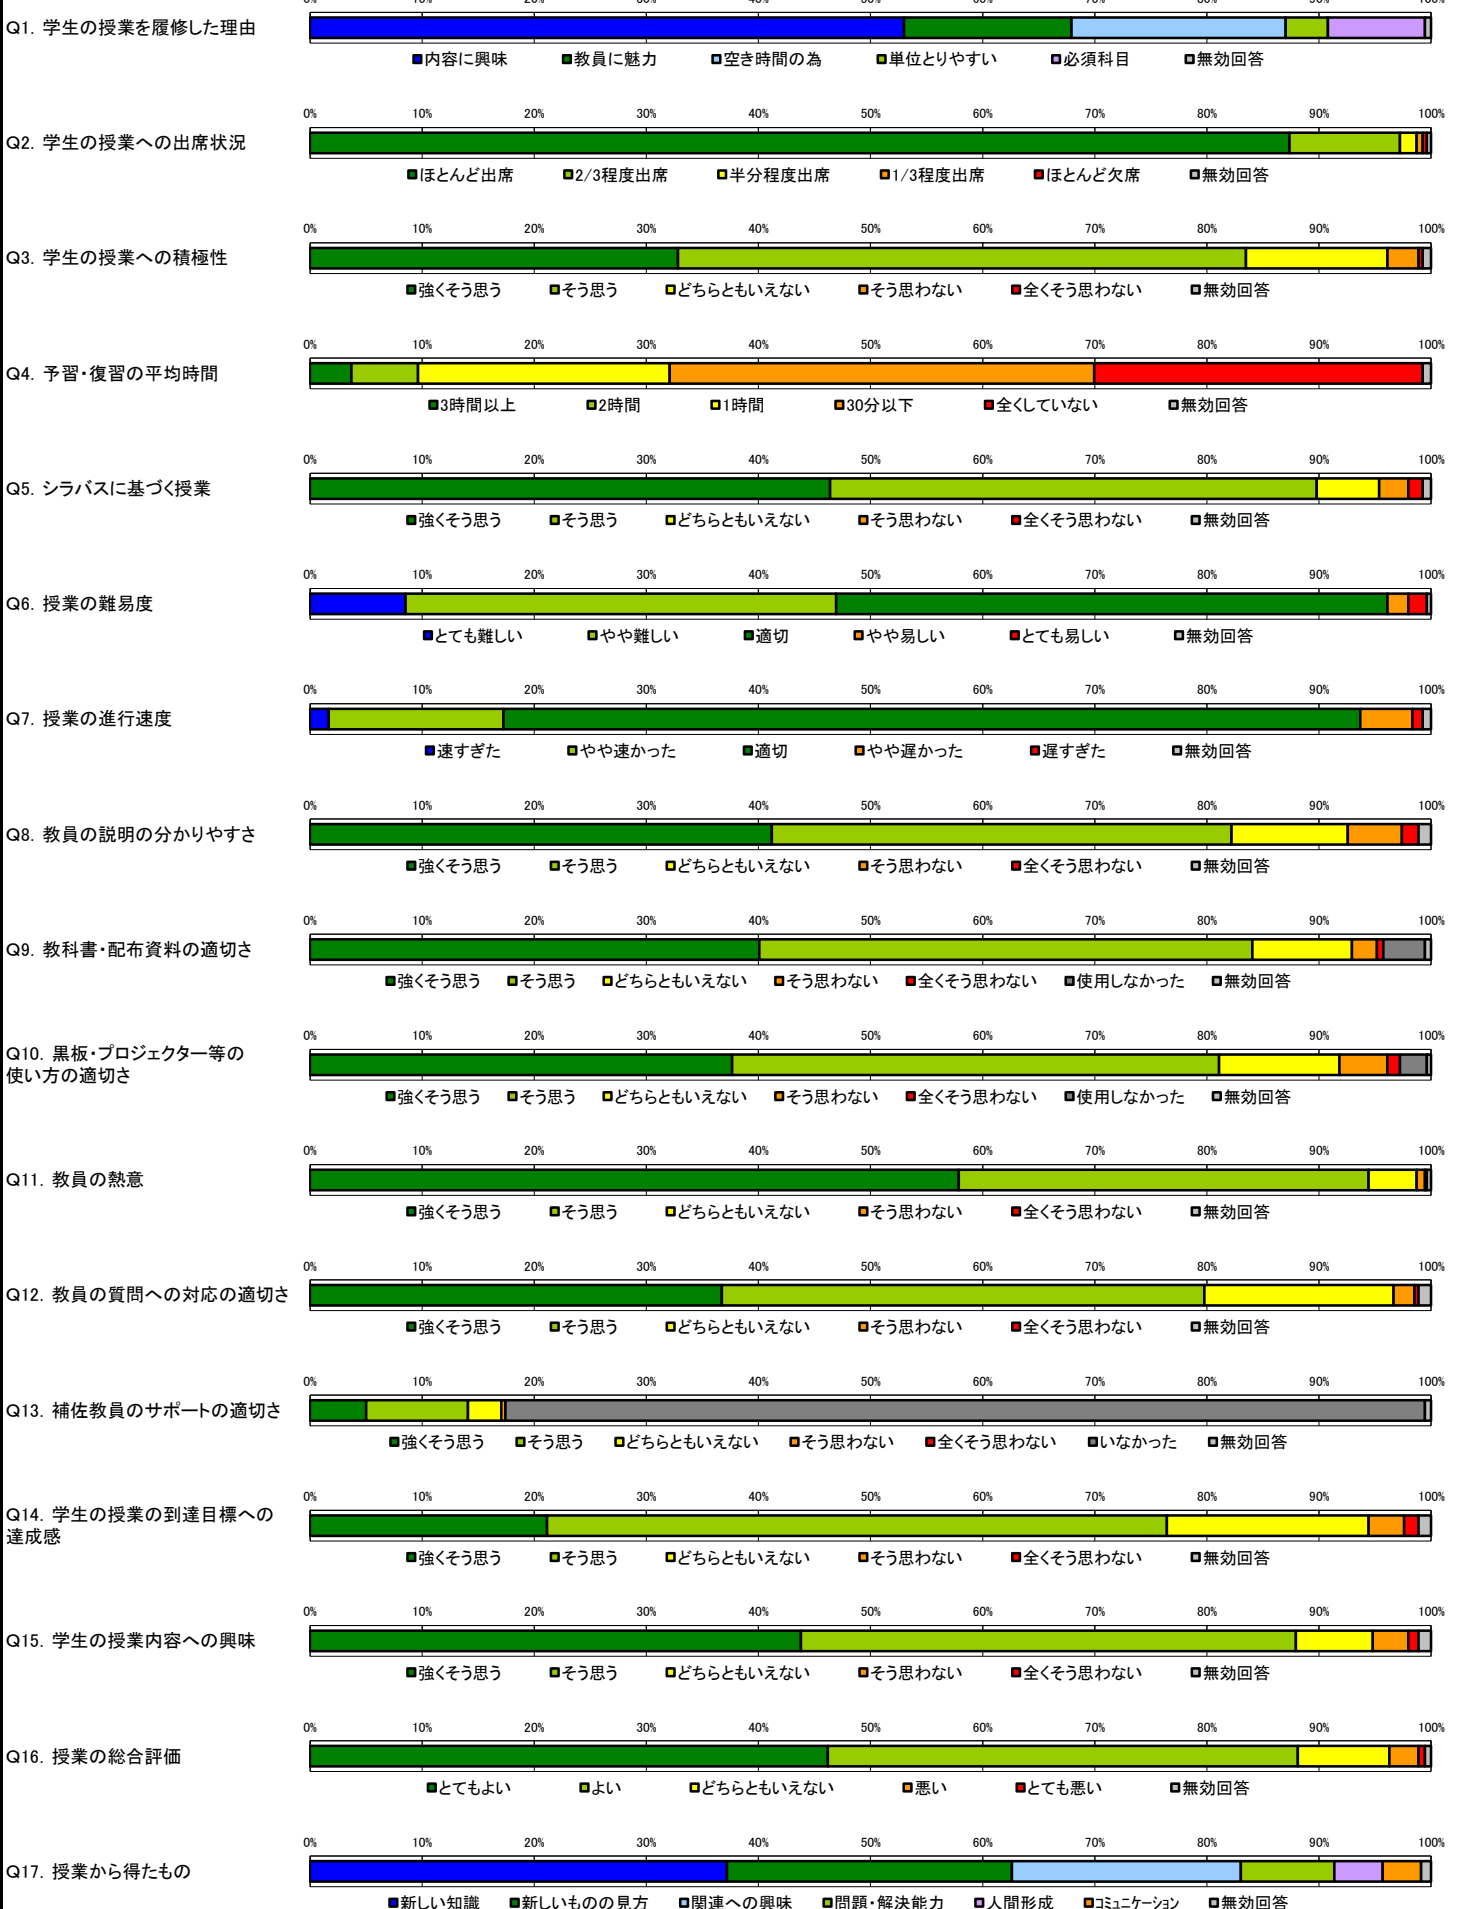 0% 10% 20% 30% 40% 50% 60% 70% 80% 90% 100%
Q1. 学生の授業を履修した理由
内容に興味 教員に魅力 空き時間の為 単位とりやすい 必須科目 無効回答
0% 10% 20% 30% 40% 50% 60% 70% 80% 90% 100%
Q2. 学生の授業への出席状況
ほとんど出席 2/3程度出席 半分程度出席 1/3程度出席 ほとんど欠席 無効回答
0% 10% 20% 30% 40% 50% 60% 70% 80% 90% 100%
Q3. 学生の授業への積極性
強くそう思う そう思う どちらともいえない そう思わない 全くそう思わない 無効回答
0% 10% 20% 30% 40% 50% 60% 70% 80% 90% 100%
Q4. 予習・復習の平均時間
3時間以上 2時間 1時間 30分以下 全くしていない 無効回答
0% 10% 20% 30% 40% 50% 60% 70% 80% 90% 100%
Q5. シラバスに基づく授業
強くそう思う そう思う どちらともいえない そう思わない 全くそう思わない 無効回答
0% 10% 20% 30% 40% 50% 60% 70% 80% 90% 100%
Q6. 授業の難易度
とても難しい やや難しい 適切 やや易しい とても易しい 無効回答
0% 10% 20% 30% 40% 50% 60% 70% 80% 90% 100%
Q7. 授業の進行速度
速すぎた やや速かった 適切 やや遅かった 遅すぎた 無効回答
0% 10% 20% 30% 40% 50% 60% 70% 80% 90% 100%
Q8. 教員の説明の分かりやすさ
強くそう思う そう思う どちらともいえない そう思わない 全くそう思わない 無効回答
0% 10% 20% 30% 40% 50% 60% 70% 80% 90% 100%
Q9. 教科書・配布資料の適切さ
強くそう思う そう思う どちらともいえない そう思わない 全くそう思わない 使用しなかった 無効回答
0% 10% 20% 30% 40% 50% 60% 70% 80% 90% 100%
Q10. 黒板・プロジェクター等の
使い方の適切さ
強くそう思う そう思う どちらともいえない そう思わない 全くそう思わない 使用しなかった 無効回答
0% 10% 20% 30% 40% 50% 60% 70% 80% 90% 100%
Q11. 教員の熱意
強くそう思う そう思う どちらともいえない そう思わない 全くそう思わない 無効回答
0% 10% 20% 30% 40% 50% 60% 70% 80% 90% 100%
Q12. 教員の質問への対応の適切さ
強くそう思う そう思う どちらともいえない そう思わない 全くそう思わない 無効回答
0% 10% 20% 30% 40% 50% 60% 70% 80% 90% 100%
Q13. 補佐教員のサポートの適切さ
強くそう思う そう思う どちらともいえない そう思わない 全くそう思わない いなかった 無効回答
0% 10% 20% 30% 40% 50% 60% 70% 80% 90% 100%
Q14. 学生の授業の到達目標への
達成感
強くそう思う そう思う どちらともいえない そう思わない 全くそう思わない 無効回答
0% 10% 20% 30% 40% 50% 60% 70% 80% 90% 100%
Q15. 学生の授業内容への興味
強くそう思う そう思う どちらともいえない そう思わない 全くそう思わない 無効回答
0% 10% 20% 30% 40% 50% 60% 70% 80% 90% 100%
Q16. 授業の総合評価
とてもよい よい どちらともいえない 悪い とても悪い 無効回答
0% 10% 20% 30% 40% 50% 60% 70% 80% 90% 100%
Q17. 授業から得たもの
新しい知識 新しいものの見方 関連への興味 問題・解決能力 人間形成 コミュニケーション 無効回答